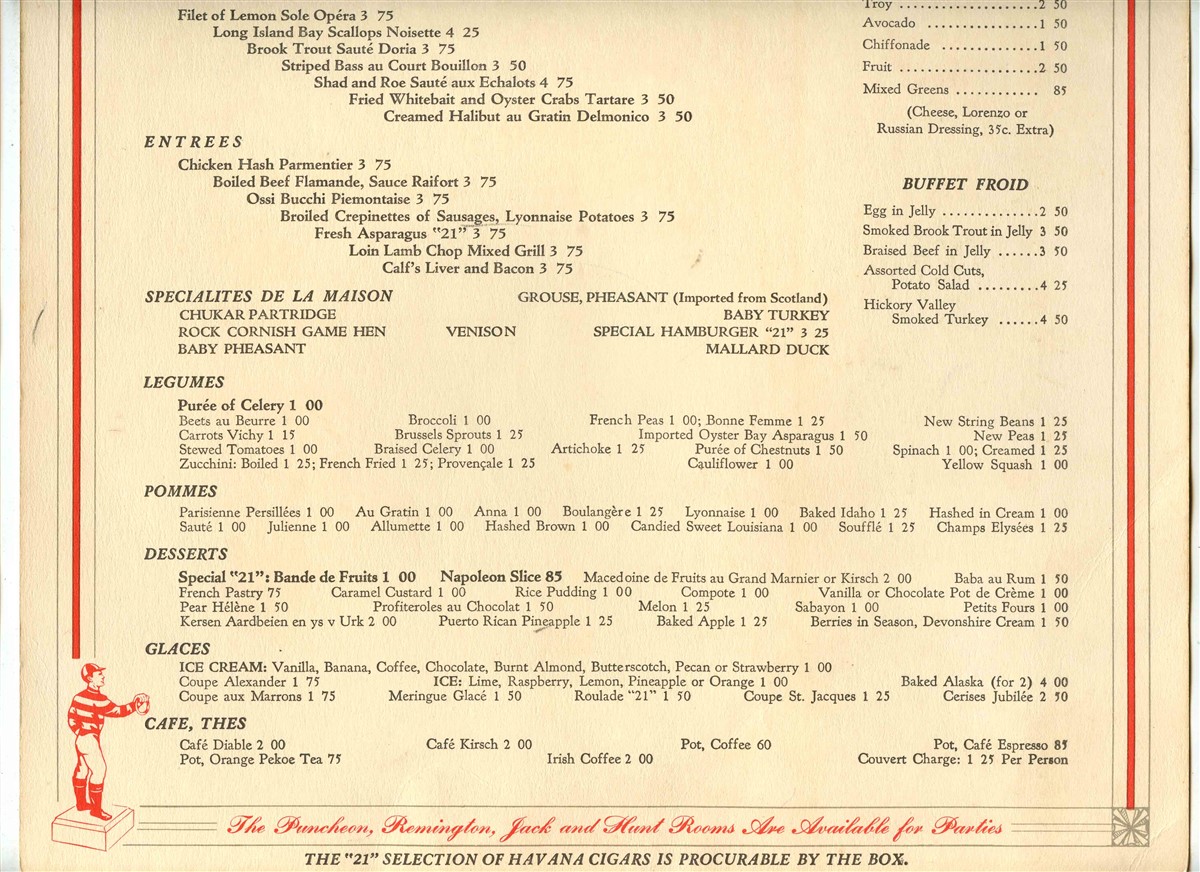 Filet of Lemon Sole Opéra 3 75
Long Island Bay Scallops Noisette 4 25
Brook Trout Sauté Doria 3 75
Striped Bass au Court Bouillon 3 50
Shad and Roe Sauté aux Echalots 4 75
Fried Whitebait and Oyster Crabs Tartare 3 50
Creamed Halibut au Gratin Delmonico 3 50
ENTREES
Chicken Hash Parmentier 3 75
Boiled Beef Flamande, Sauce Raifort 3 75
Ossi Bucchi Piemontaise 3 75
Broiled Crepinettes of Sausages, Lyonnaise Potatoes 3 75
Fresh Asparagus "21" 3 75
Loin Lamb Chop Mixed Grill 3 75
Calf's Liver and Bacon 3 75
Troy ..................2 50
Avocado ................1 50
Chiffonade ..............1 50
Fruit ...................2 50
Mixed Greens ............ 85
(Cheese, Lorenzo or
Russian Dressing, 35c. Extra)
BUFFET FROID
Egg in Jelly ..............2 50
Smoked Brook Trout in Jelly 3 50
Braised Beef in Jelly ......3 50
Assorted Cold Cuts,
Potato Salad .........4 25
Hickory Valley
Smoked Turkey ......4 50
SPECIALITES DE LA MAISON GROUSE, PHEASANT (Imported from Scotland)
CHUKAR PARTRIDGE BABY TURKEY
ROCK CORNISH GAME HEN VENISON SPECIAL HAMBURGER "21" 3 25
BABY PHEASANT MALLARD DUCK
LEGUMES
Purée of Celery 1 00
Beets au Beurre 1 00 Broccoli 1 00 French Peas 1 00; Bonne Femme 1 25 New String Beans 1 25
Carrots Vichy 1 15 Brussels Sprouts 1 25 Imported Oyster Bay Asparagus 1 50 New Peas 1 25
Stewed Tomatoes 1 00 Braised Celery 1 00 Artichoke 1 25 Purée of Chestnuts 1 50 Spinach 1 00; Creamed 1 25
Zucchini: Boiled 1 25; French Fried 1 25; Provençale 1 25 Cauliflower 1 00 Yellow Squash 1 00
POMMES
Parisienne Persillées 1 00 Au Gratin 1 00 Anna 1 00 Boulangère 1 25 Lyonnaise 1 00 Baked Idaho 1 25 Hashed in Cream 1 00
Sauté 1 00 Julienne 1 00 Allumette 1 00 Hashed Brown 1 00 Candied Sweet Louisiana 1 00 Soufflé 1 25 Champs Elysées 1 25
DESSERTS
Special "21": Bande de Fruits 1 00 Napoleon Slice 85 Macedoine de Fruits au Grand Marnier or Kirsch 2 00 Baba au Rum 1 50
French Pastry 75 Caramel Custard 1 00 Rice Pudding 1 00 Compote 1 00 Vanilla or Chocolate Pot de Crème 1 00
Pear Hélène 1 50 Profiteroles au Chocolat 1 50 Melon 1 25 Sabayon 1 00 Petits Fours 1 00
Kersen Aardbeien en ys v Urk 2 00 Puerto Rican Pineapple 1 25 Baked Apple 1 25 Berries in Season, Devonshire Cream 1 50
GLACES
ICE CREAM: Vanilla, Banana, Coffee, Chocolate, Burnt Almond, Butterscotch, Pecan or Strawberry 1 00
Coupe Alexander 1 75 ICE: Lime, Raspberry, Lemon, Pineapple or Orange 1 00 Baked Alaska (for 2) 4 00
Coupe aux Marrons 1 75 Meringue Glacé 1 50 Roulade "21" 1 50 Coupe St. Jacques 1 25 Cerises Jubilée 2 50
CAFE, THES
Café Diable 2 00 Café Kirsch 2 00 Pot, Coffee 60 Pot, Café Espresso 85
Pot, Orange Pekoe Tea 75 Irish Coffee 2 00 Couvert Charge: 1 25 Per Person
The Puncheon, Remington, Jack and Hunt Rooms Are Available for Parties
THE "21" SELECTION OF HAVANA CIGARS IS PROCURABLE BY THE BOX.